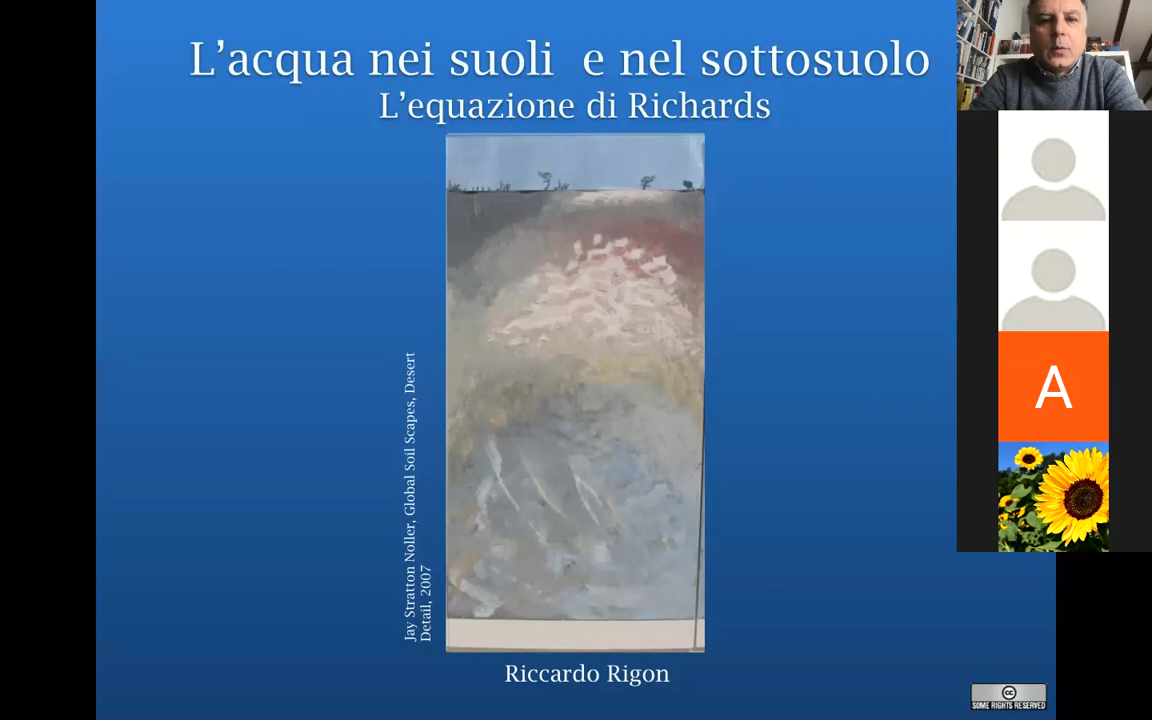 L’acqua nei suoli e nel sottosuolo
L’equazione di Richards
Jay Stratton Noller, Global Soil Scapes, Desert
Detail, 2007
Riccardo Rigon
A
cc
SOME RIGHTS RESERVED